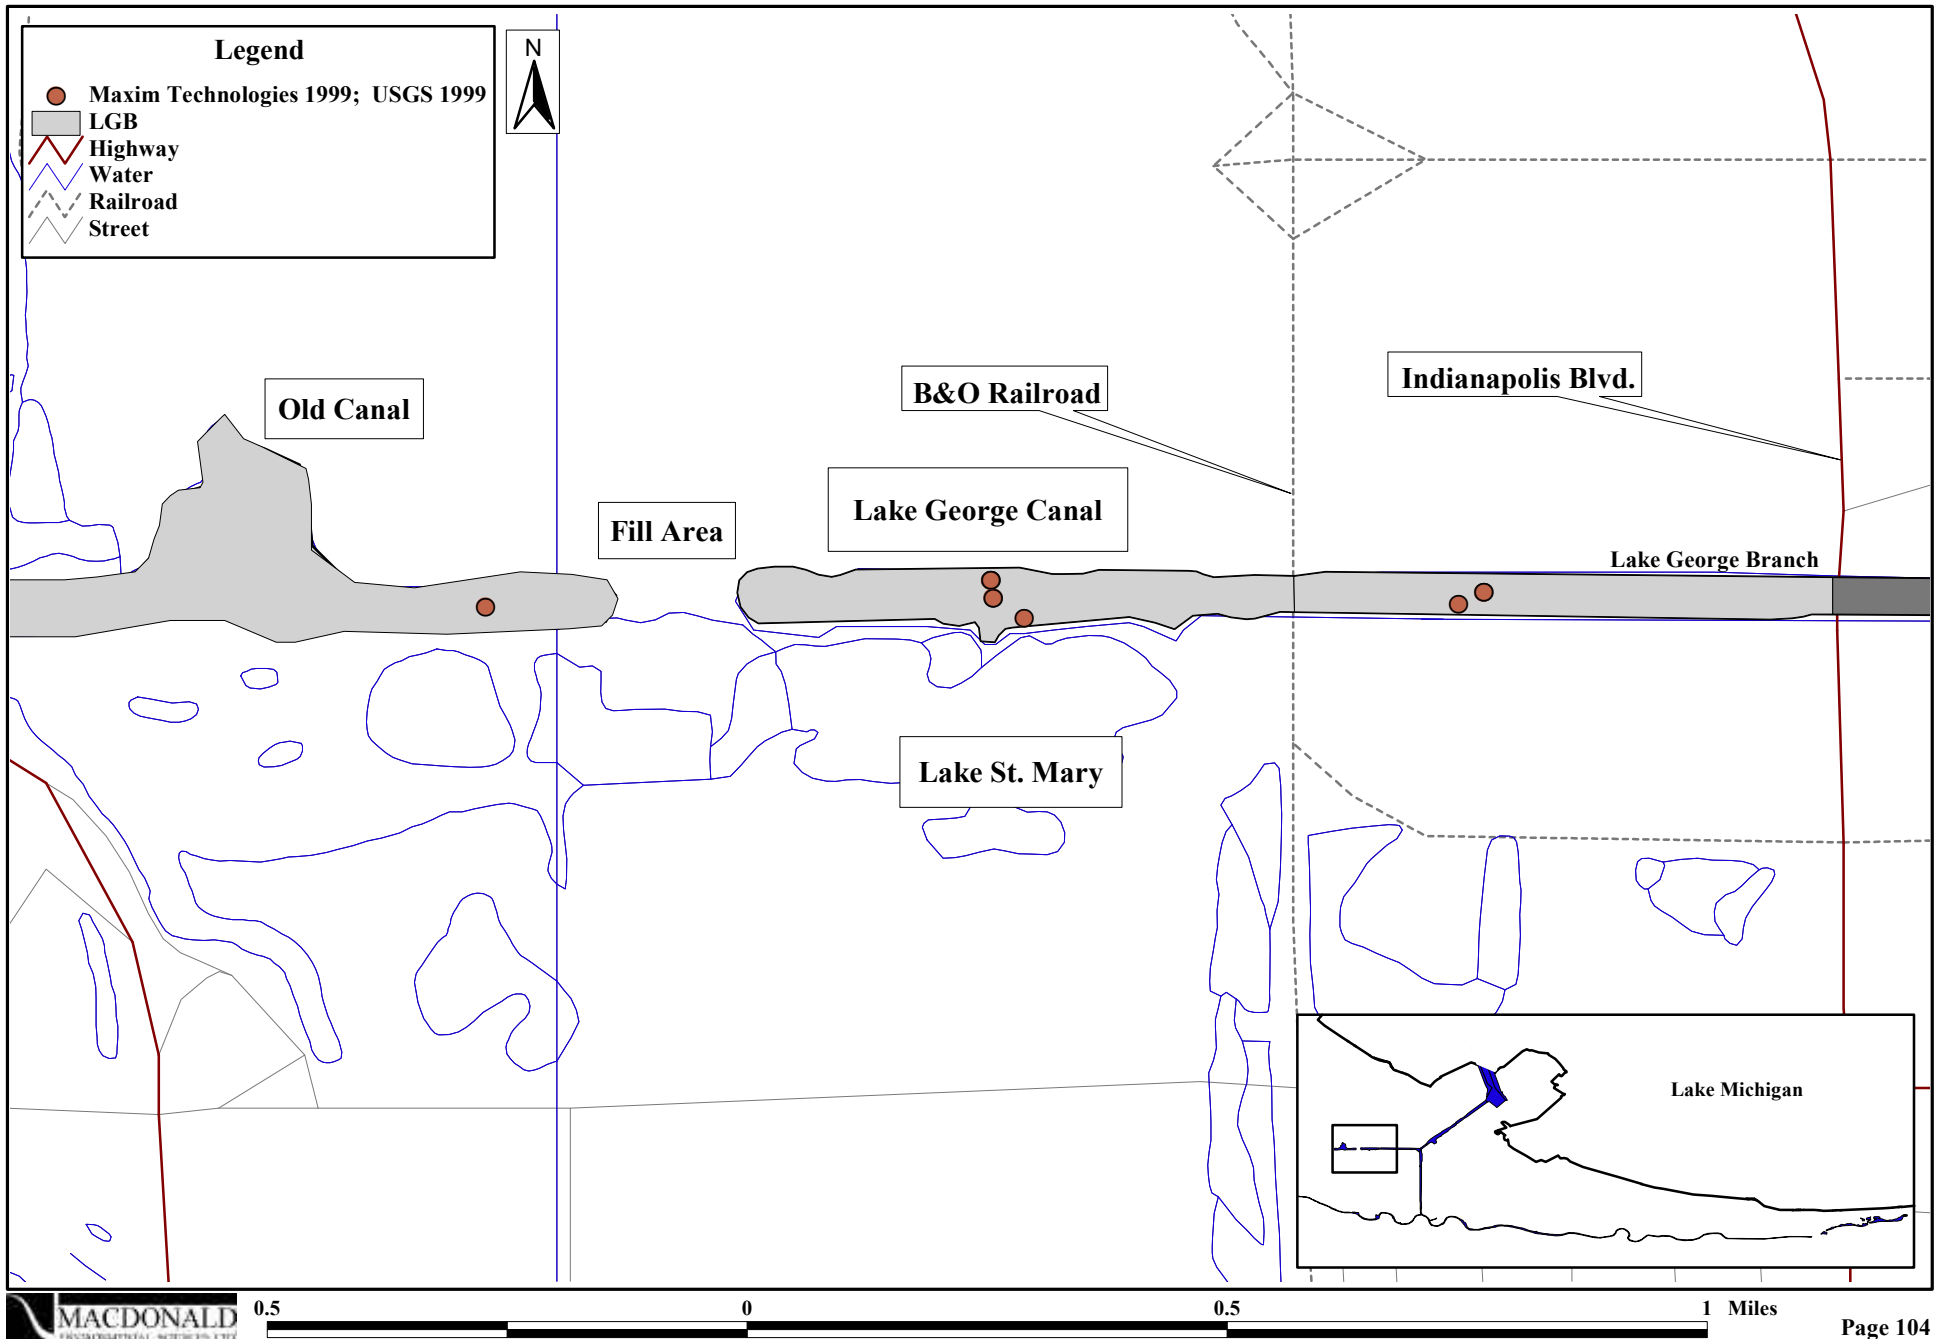 Legend
Maxim Technologies 1999; USGS 1999
LGB
Highway
Water
Railroad
Street
N
Old Canal
Fill Area
B&O Railroad
Lake George Canal
Indianapolis Blvd.
Lake George Branch
Lake St. Mary
Lake Michigan
MACDONALD
0.5 0 0.5 1 Miles
Page 104